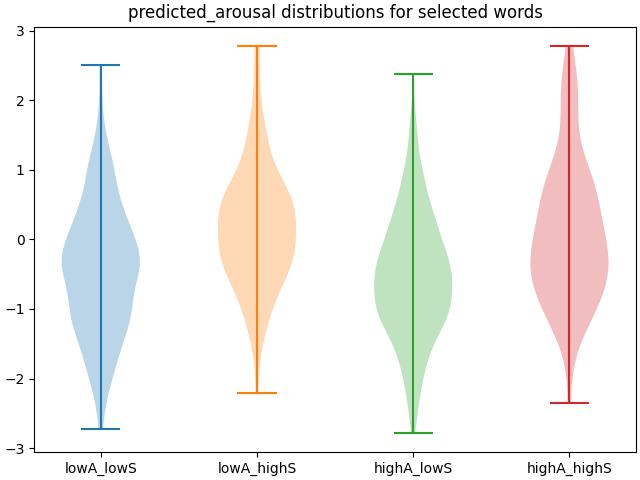 predicted_arousal distributions for selected words
3
2
1
0
−1
−2
−3
lowA_lowS
lowA_highS
highA_lowS
highA_highS